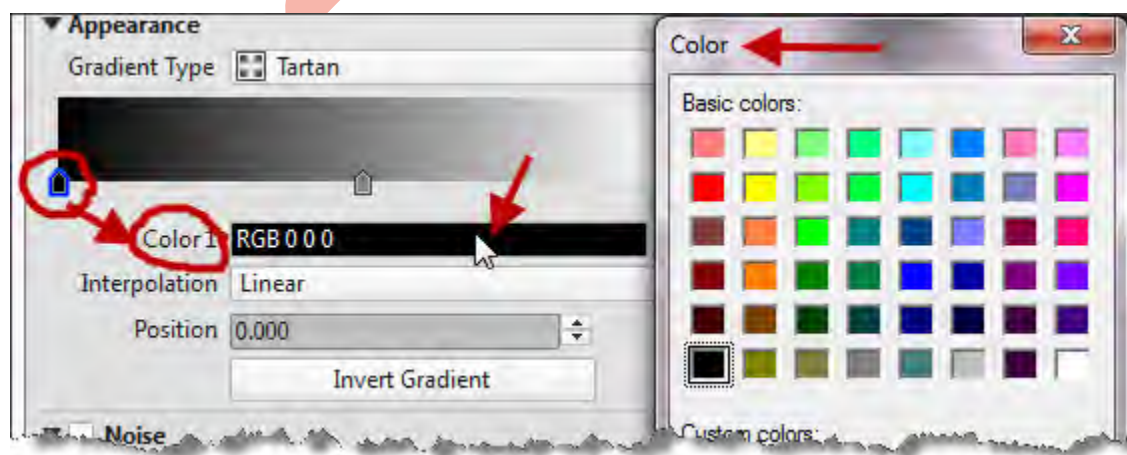 Appearance
Gradient Type Tartan
Color 1 RGB 0 0 0
Interpolation Linear
Position 0.000
Invert Gradient
Noise
Color
Basic colors:
Custom colors: